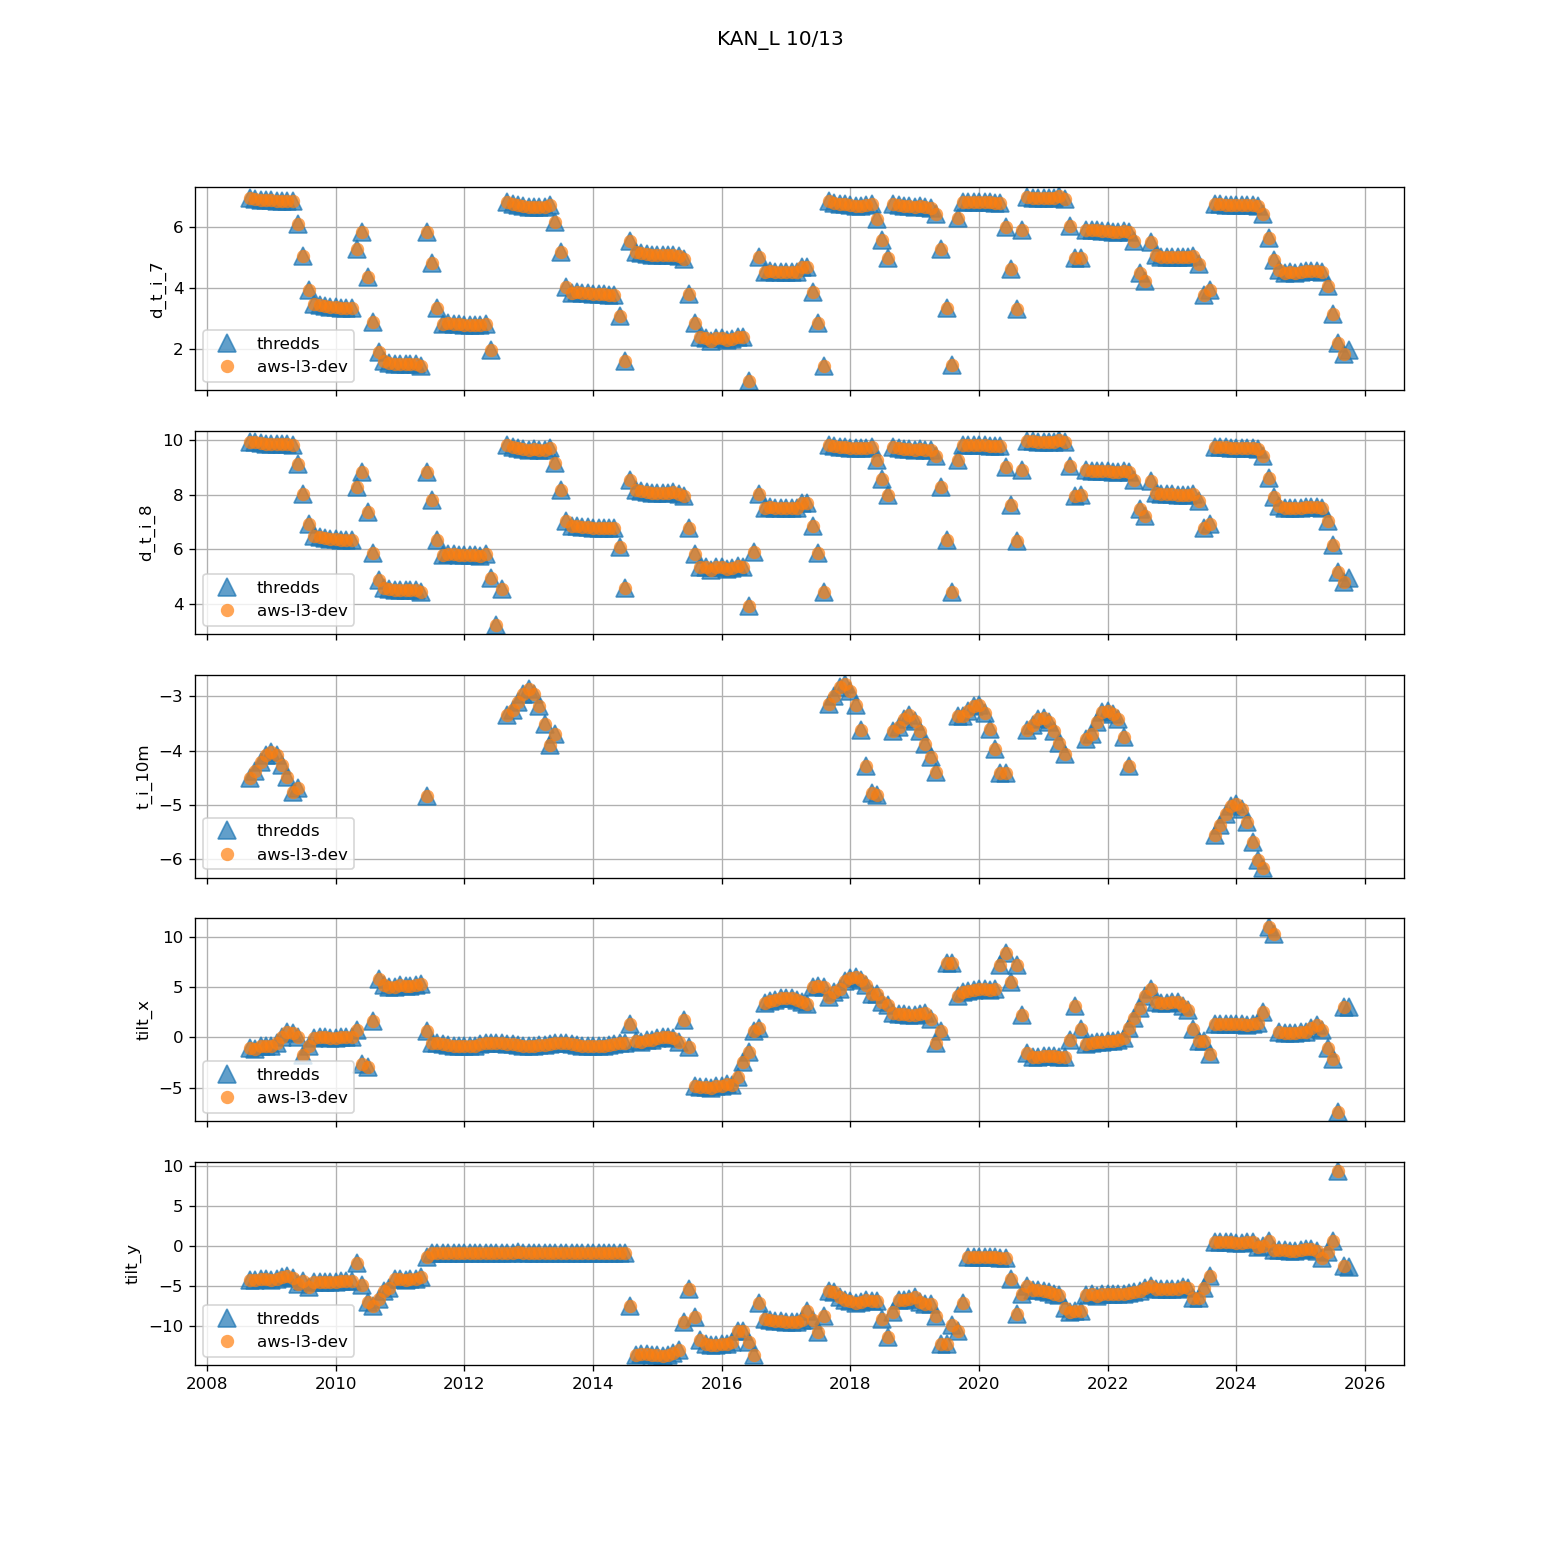 KAN_L 10/13
d_t_i_7
6
4
2
thredds
aws-l3-dev
d_t_i_8
10
8
6
4
thredds
aws-l3-dev
t_i_10m
−3
−4
−5
−6
thredds
aws-l3-dev
tilt_x
10
5
0
−5
thredds
aws-l3-dev
tilt_y
10
5
0
−5
−10
thredds
aws-l3-dev
2008 2010 2012 2014 2016 2018 2020 2022 2024 2026